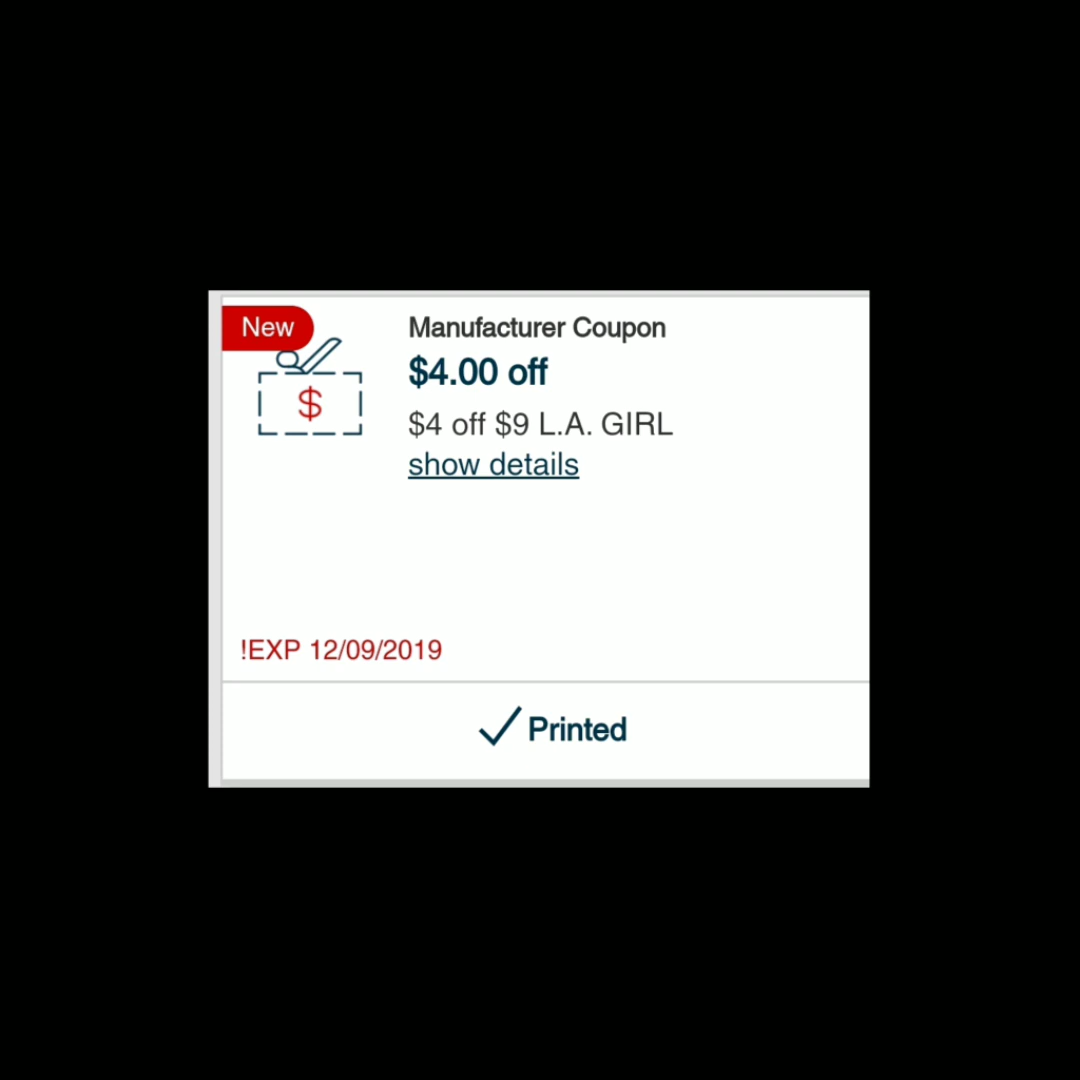 New
Manufacturer Coupon
$4.00 off
$
$4 off $9 L.A. GIRL
show details
!EXP 12/09/2019
Printed